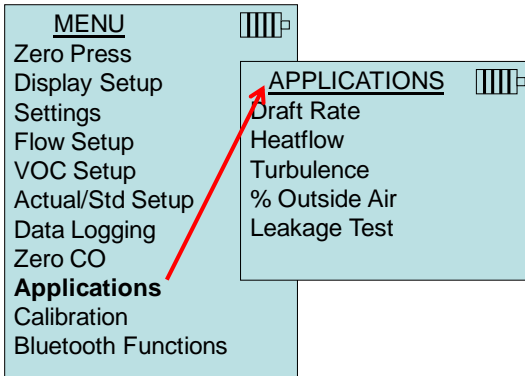 MENU
Zero Press
Display Setup
Settings
Flow Setup
VOC Setup
Actual/Std Setup
Data Logging
Zero CO
Applications
Calibration
Bluetooth Functions
APPLICATIONS
Draft Rate
Heatflow
Turbulence
% Outside Air
Leakage Test